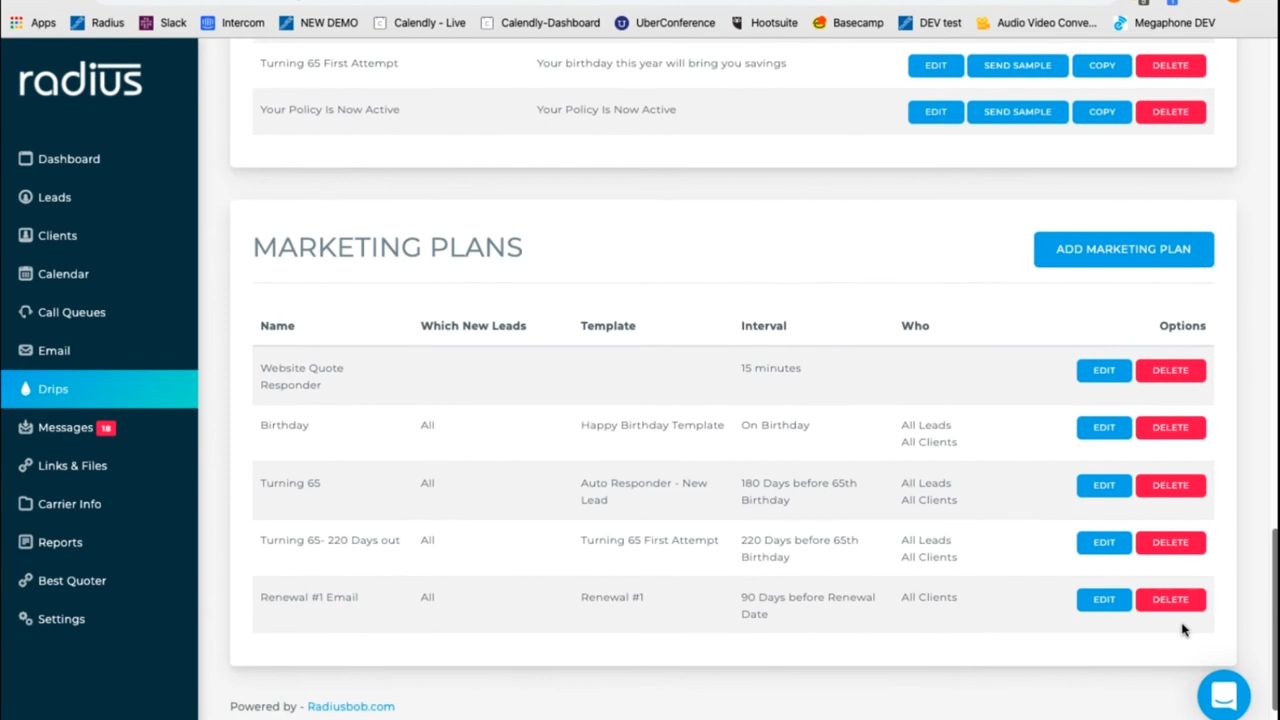 Apps Radius Slack Intercom NEW DEMO Calendly - Live Calendly-Dashboard UberConference Hootsuite Basecamp DEV test Audio Video Conve... Megaphone DEV
radius
Dashboard
Leads
Clients
Calendar
Call Queues
Email
Drips
Messages 18
Links & Files
Carrier Info
Reports
Best Quoter
Settings
Turning 65 First Attempt Your birthday this year will bring you savings EDIT SEND SAMPLE COPY DELETE
Your Policy Is Now Active Your Policy Is Now Active EDIT SEND SAMPLE COPY DELETE
MARKETING PLANS ADD MARKETING PLAN
Name Which New Leads Template Interval Who Options
Website Quote 15 minutes EDIT DELETE
Responder
Birthday All Happy Birthday Template On Birthday All Leads EDIT DELETE
All Clients
Turning 65 All Auto Responder - New 180 Days before 65th All Leads EDIT DELETE
Lead Birthday All Clients
Turning 65- 220 Days out All Turning 65 First Attempt 220 Days before 65th All Leads EDIT DELETE
Birthday All Clients
Renewal #1 Email All Renewal #1 90 Days before Renewal All Clients EDIT DELETE
Date
Powered by - Radiusbob.com